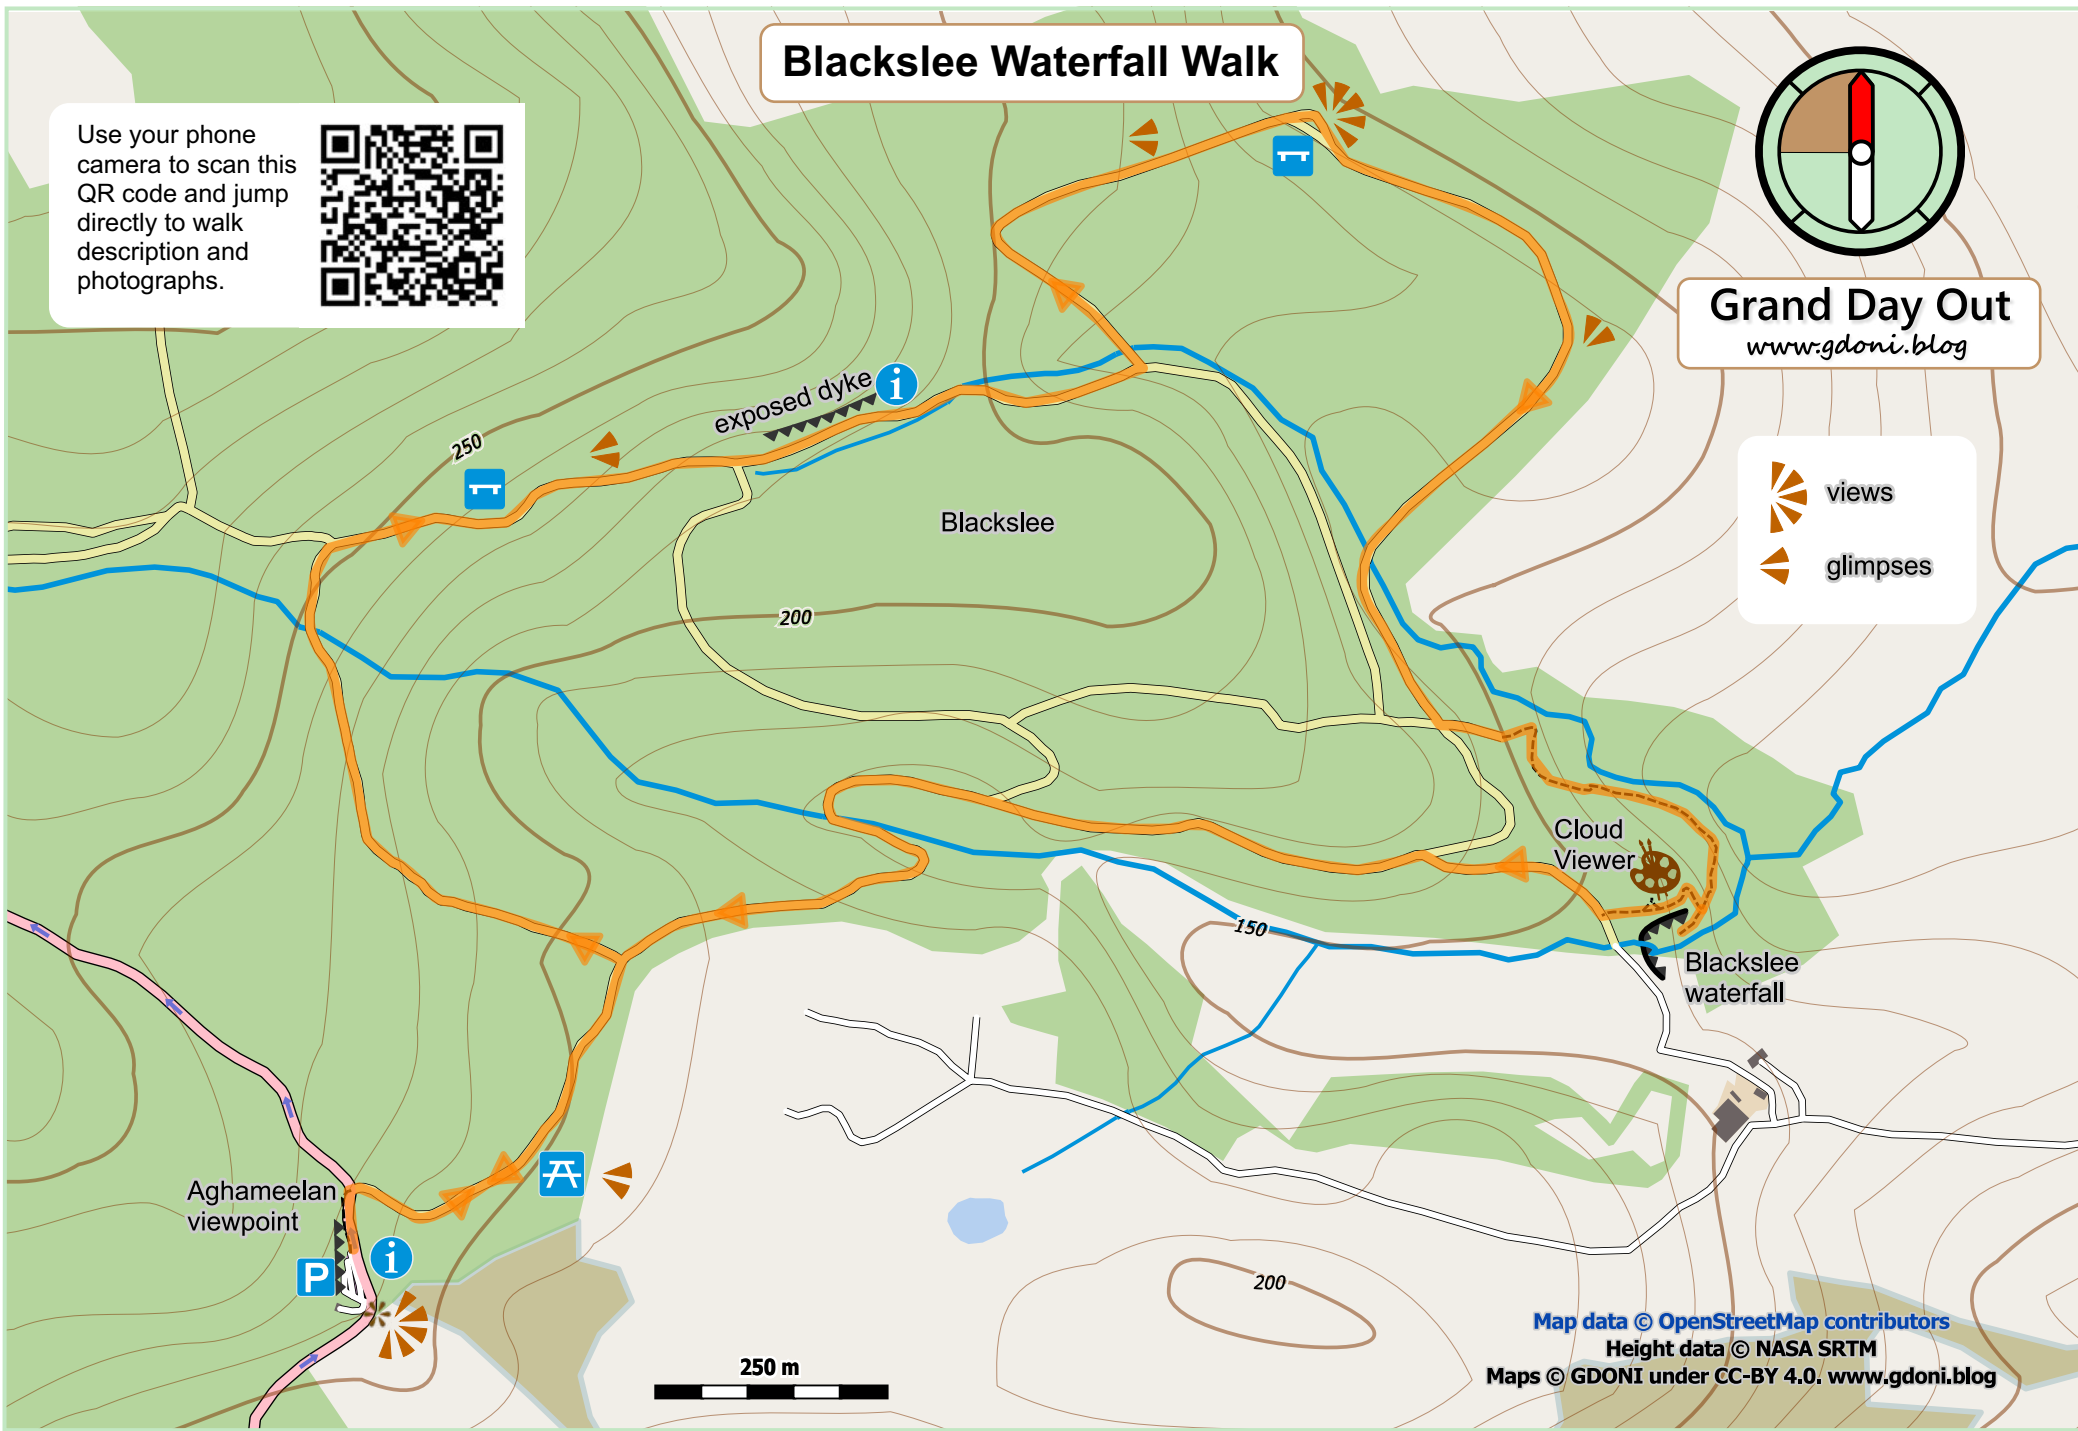 Blackslee Waterfall Walk
Use your phone
camera to scan this
QR code and jump
directly to walk
description and
photographs.
Grand Day Out
www.gdoni.blog
exposed dyke
i
250
views
glimpses
Blackslee
200
Cloud
Viewer
150
Blackslee
waterfall
Aghameelan
viewpoint
P
i
200
250 m
Map data © OpenStreetMap contributors
Height data © NASA SRTM
Maps © GDONI under CC-BY 4.0. www.gdoni.blog